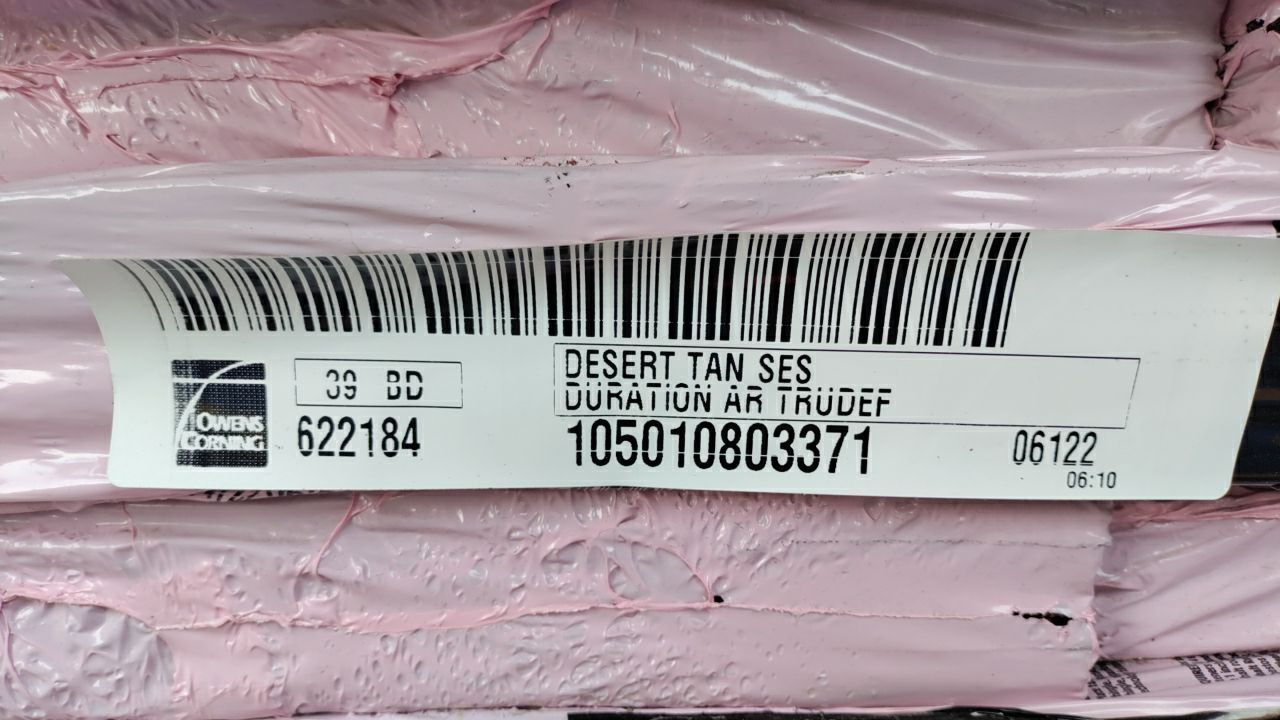 DESERT TAN SES
39 BD
DURATION AR TRUDEF
OWENS
CORNING
622184
105010803371
06122
06:10